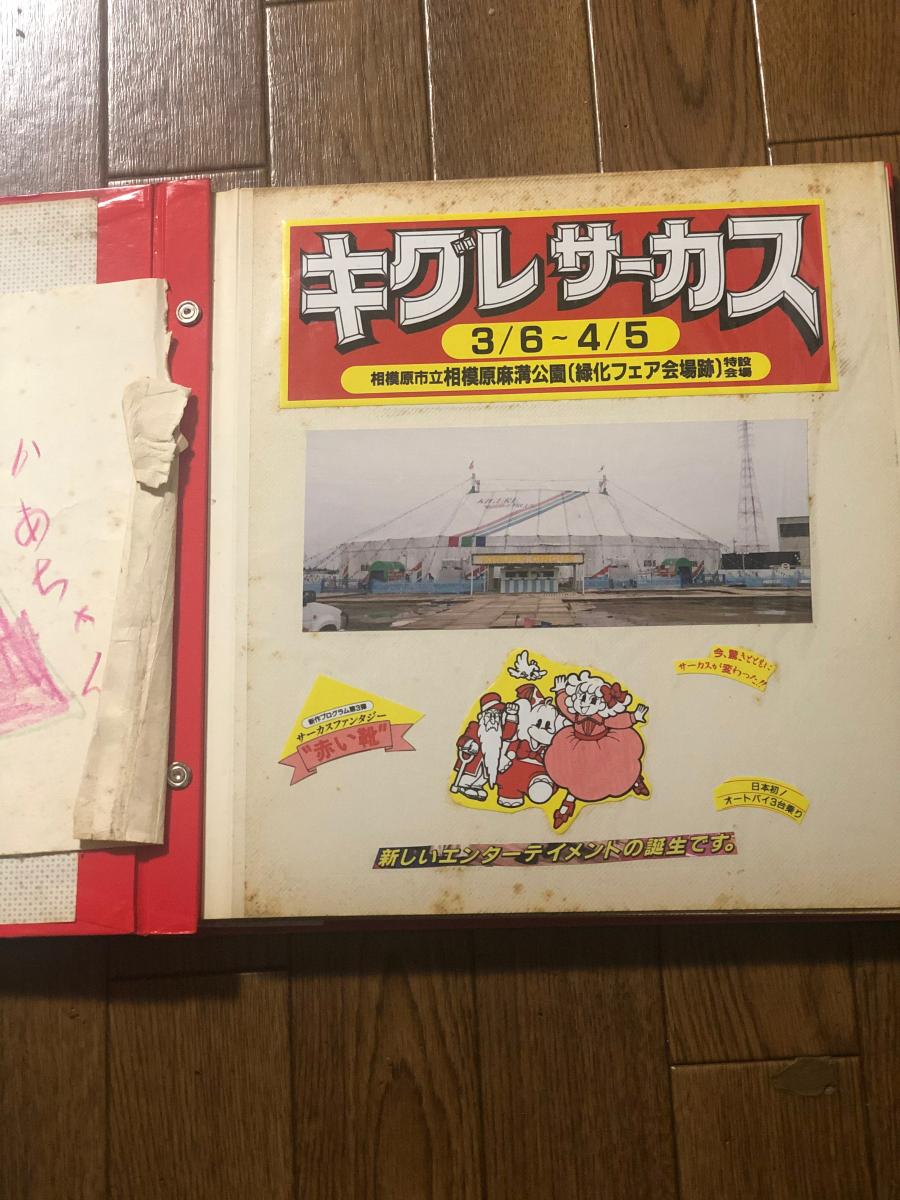 かあちゃん
キグレサーカス
3/6~4/5
相模原市立相模原麻溝公園(緑化フェア会場跡)特設会場
今、驚きとともに
サーカスが変わった!!
新作プログラム第3弾
サーカスファンタジー
"赤い靴"
日本初!
オートバイ3台乗り
新しいエンターテイメントの誕生です。